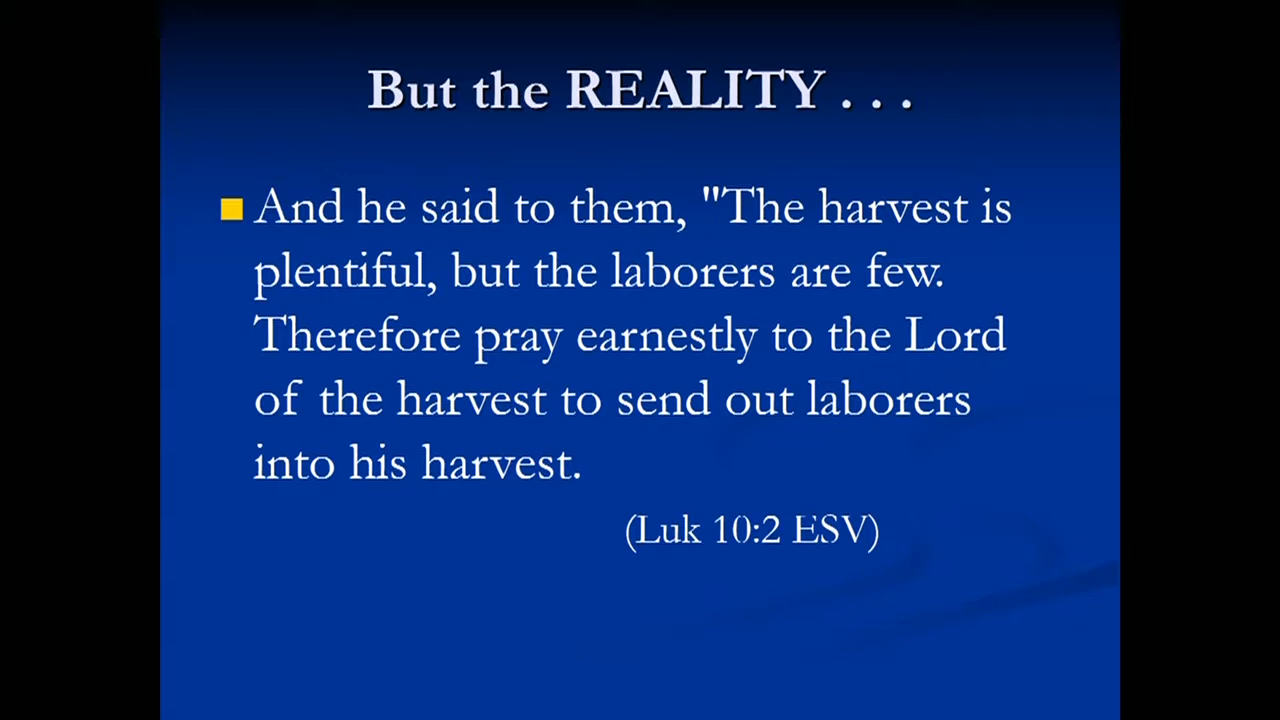 But the REALITY . . .
And he said to them, "The harvest is
plentiful, but the laborers are few.
Therefore pray earnestly to the Lord
of the harvest to send out laborers
into his harvest.
(Luk 10:2 ESV)